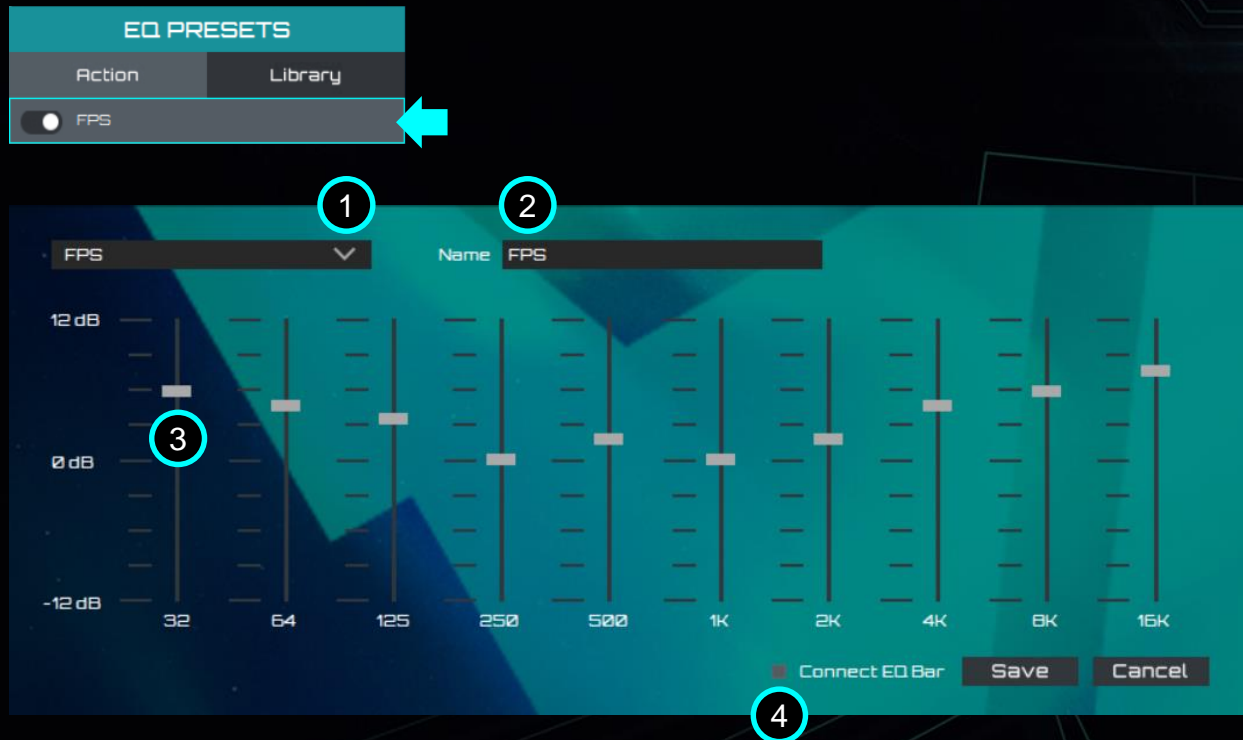 EQ PRESETS
Action Library
FPS
1 2
FPS Name FPS
12 dB
3
0 dB
-12 dB
32 64 125 250 500 1K 2K 4K 8K 16K
Connect EQ Bar Save Cancel
4